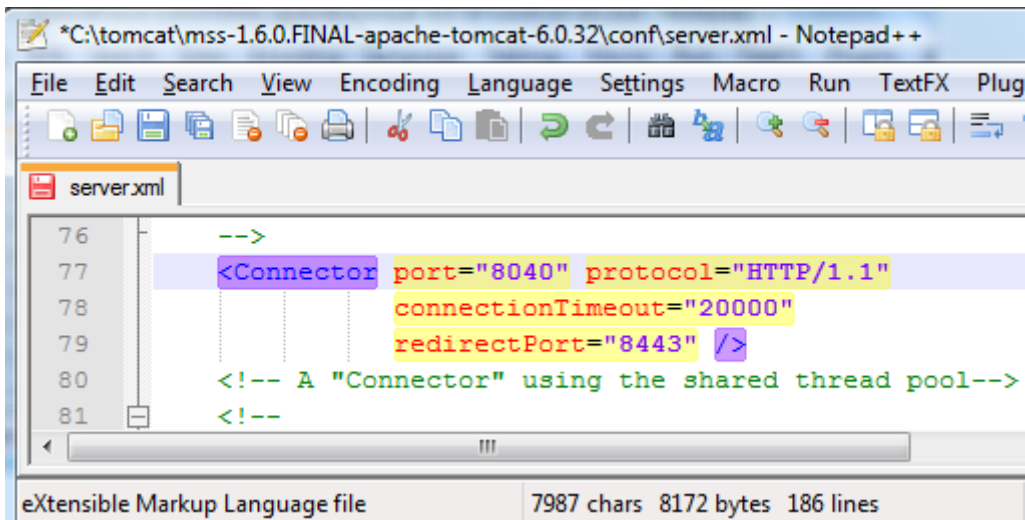 *C:\tomcat\mss-1.6.0.FINAL-apache-tomcat-6.0.32\conf\server.xml - Notepad++
File Edit Search View Encoding Language Settings Macro Run TextFX Plug
server.xml
76 -->
77 <Connector port="8040" protocol="HTTP/1.1"
78 connectionTimeout="20000"
79 redirectPort="8443" />
80 <!-- A "Connector" using the shared thread pool-->
81 <!--
eXtensible Markup Language file 7987 chars 8172 bytes 186 lines